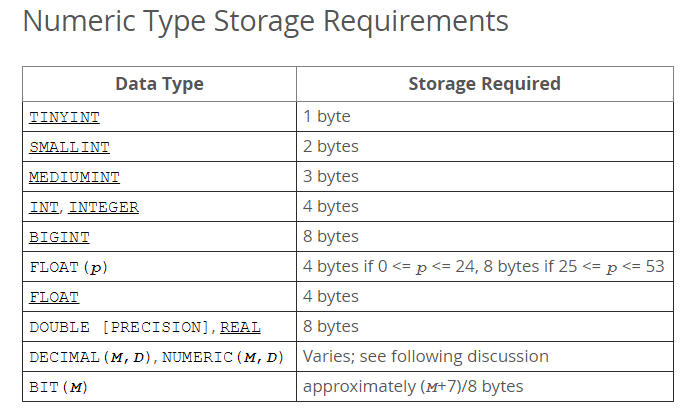 Numeric Type Storage Requirements
Data Type Storage Required
TINYINT 1 byte
SMALLINT 2 bytes
MEDIUMINT 3 bytes
INT, INTEGER 4 bytes
BIGINT 8 bytes
FLOAT(p) 4 bytes if 0 <= p <= 24, 8 bytes if 25 <= p <= 53
FLOAT 4 bytes
DOUBLE [PRECISION], REAL 8 bytes
DECIMAL(M,D), NUMERIC(M,D) Varies; see following discussion
BIT(M) approximately (M+7)/8 bytes